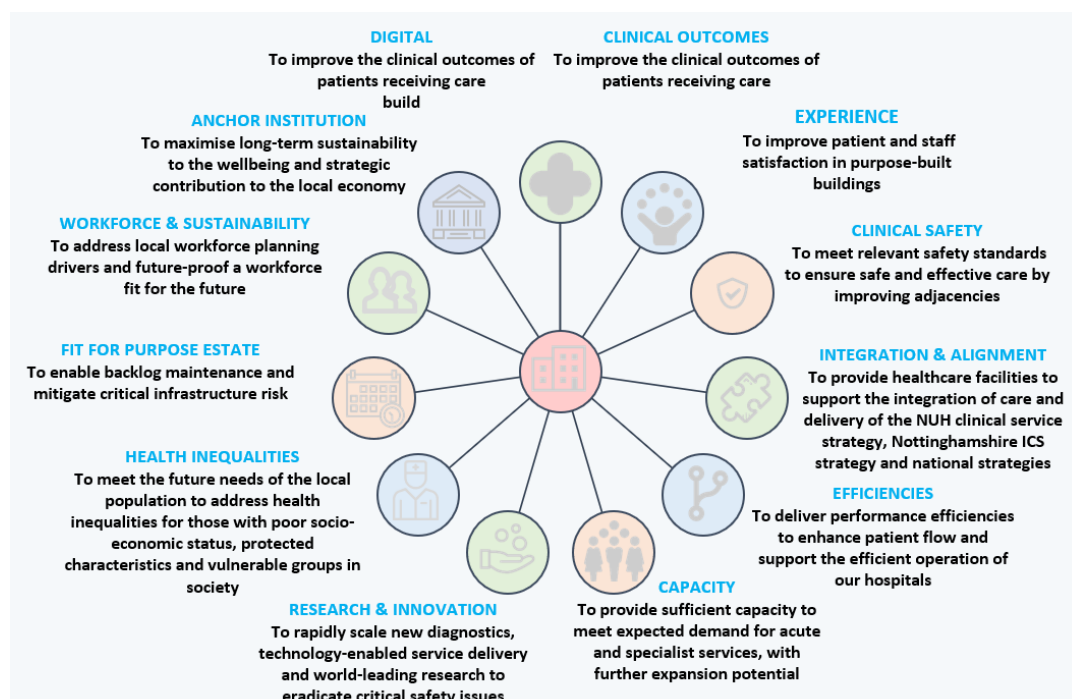 DIGITAL
To improve the clinical outcomes of
patients receiving care
build
CLINICAL OUTCOMES
To improve the clinical outcomes of
patients receiving care
EXPERIENCE
To improve patient and staff
satisfaction in purpose-built
buildings
CLINICAL SAFETY
To meet relevant safety standards
to ensure safe and effective care by
improving adjacencies
INTEGRATION & ALIGNMENT
To provide healthcare facilities to
support the integration of care and
delivery of the NUH clinical service
strategy, Nottinghamshire ICS
strategy and national strategies
EFFICIENCIES
To deliver performance efficiencies
to enhance patient flow and
support the efficient operation of
our hospitals
CAPACITY
To provide sufficient capacity to
meet expected demand for acute
and specialist services, with
further expansion potential
RESEARCH & INNOVATION
To rapidly scale new diagnostics,
technology-enabled service delivery
and world-leading research to
eradicate critical safety issues
HEALTH INEQUALITIES
To meet the future needs of the local
population to address health
inequalities for those with poor socio-
economic status, protected
characteristics and vulnerable groups in
society
FIT FOR PURPOSE ESTATE
To enable backlog maintenance and
mitigate critical infrastructure risk
WORKFORCE & SUSTAINABILITY
To address local workforce planning
drivers and future-proof a workforce
fit for the future
ANCHOR INSTITUTION
To maximise long-term sustainability
to the wellbeing and strategic
contribution to the local economy